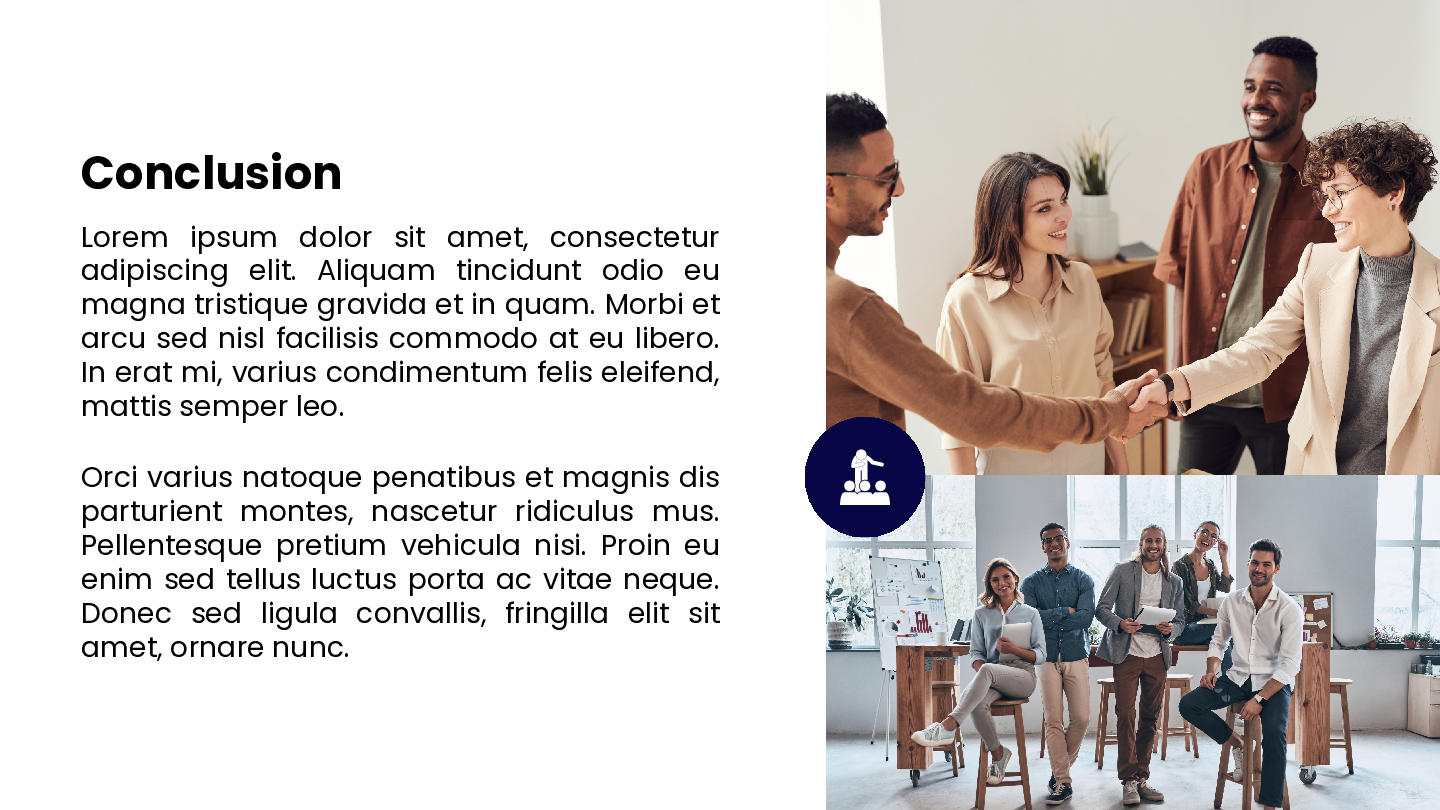 Conclusion
Lorem ipsum dolor sit amet, consectetur
adipiscing elit. Aliquam tincidunt odio eu
magna tristique gravida et in quam. Morbi et
arcu sed nisl facilisis commodo at eu libero.
In erat mi, varius condimentum felis eleifend,
mattis semper leo.
Orci varius natoque penatibus et magnis dis
parturient montes, nascetur ridiculus mus.
Pellentesque pretium vehicula nisi. Proin eu
enim sed tellus luctus porta ac vitae neque.
Donec sed ligula convallis, fringilla elit sit
amet, ornare nunc.